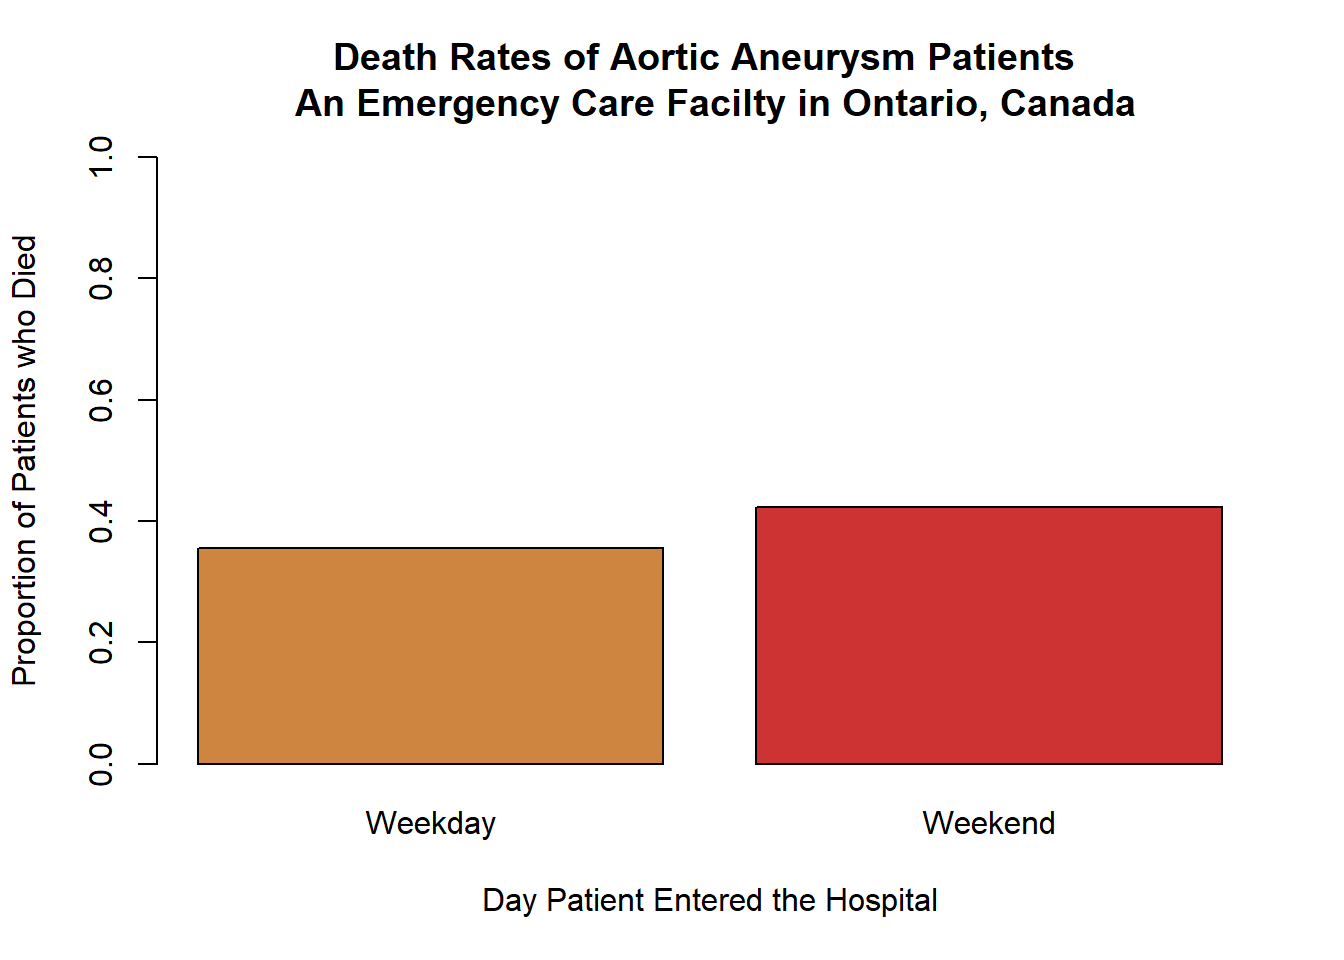 Death Rates of Aortic Aneurysm Patients
An Emergency Care Facilty in Ontario, Canada
Proportion of Patients who Died
1.0
0.8
0.6
0.4
0.2
0.0
Weekday
Weekend
Day Patient Entered the Hospital